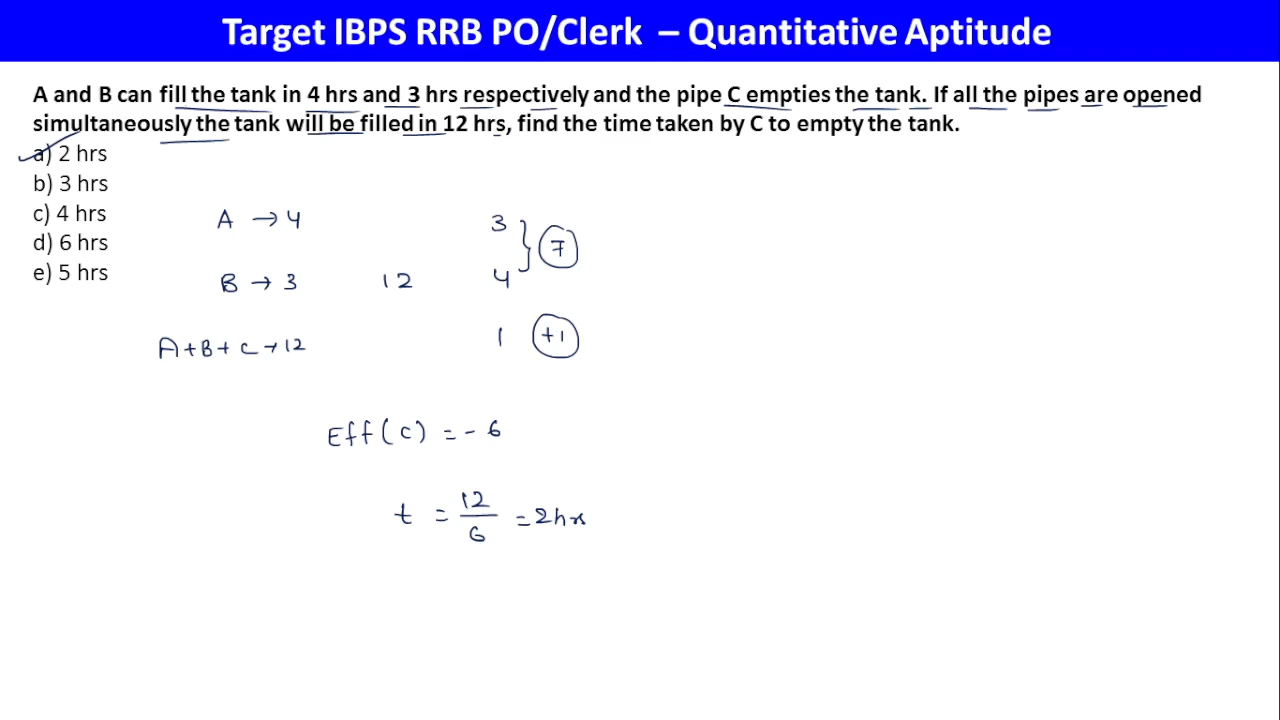 Target IBPS RRB PO/Clerk – Quantitative Aptitude
A and B can fill the tank in 4 hrs and 3 hrs respectively and the pipe C empties the tank. If all the pipes are opened
simultaneously the tank will be filled in 12 hrs, find the time taken by C to empty the tank.
a) 2 hrs
b) 3 hrs
c) 4 hrs
d) 6 hrs
e) 5 hrs
A → 4 3
} 7
B → 3 12 4
A+B+C→12 1 +1
Eff(C) = - 6
t = 12/6 = 2hrs